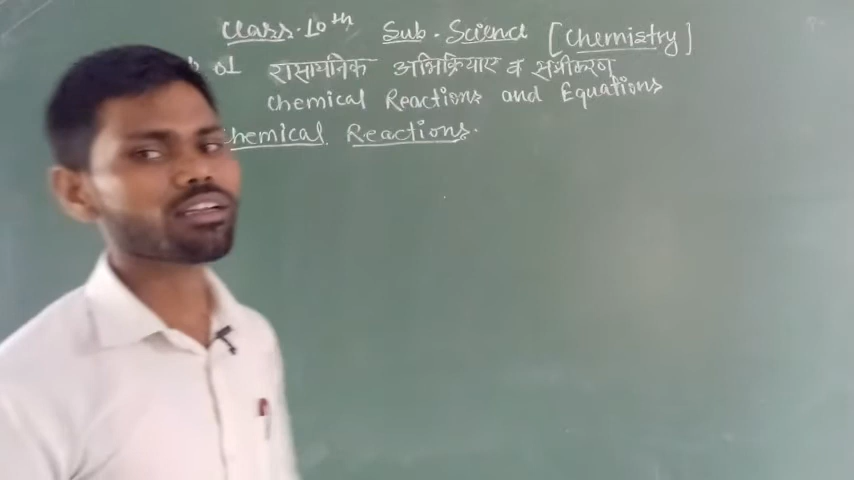 Class. 10th Sub. Science [Chemistry]
01 रासायनिक अभिक्रियाए व समीकरण
Chemical Reactions and Equations
Chemical Reactions.